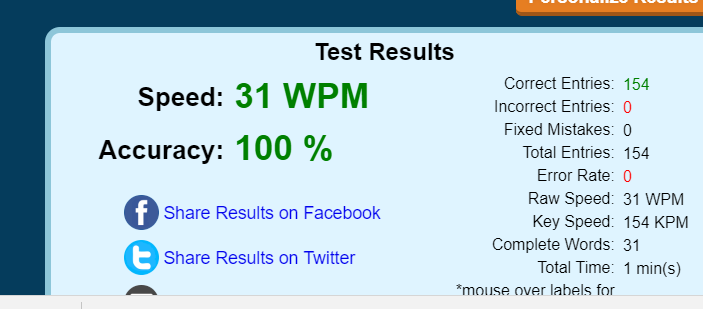 Personalize Results
Test Results
Speed: 31 WPM
Accuracy: 100 %
Share Results on Facebook
Share Results on Twitter
Correct Entries: 154
Incorrect Entries: 0
Fixed Mistakes: 0
Total Entries: 154
Error Rate: 0
Raw Speed: 31 WPM
Key Speed: 154 KPM
Complete Words: 31
Total Time: 1 min(s)
*mouse over labels for